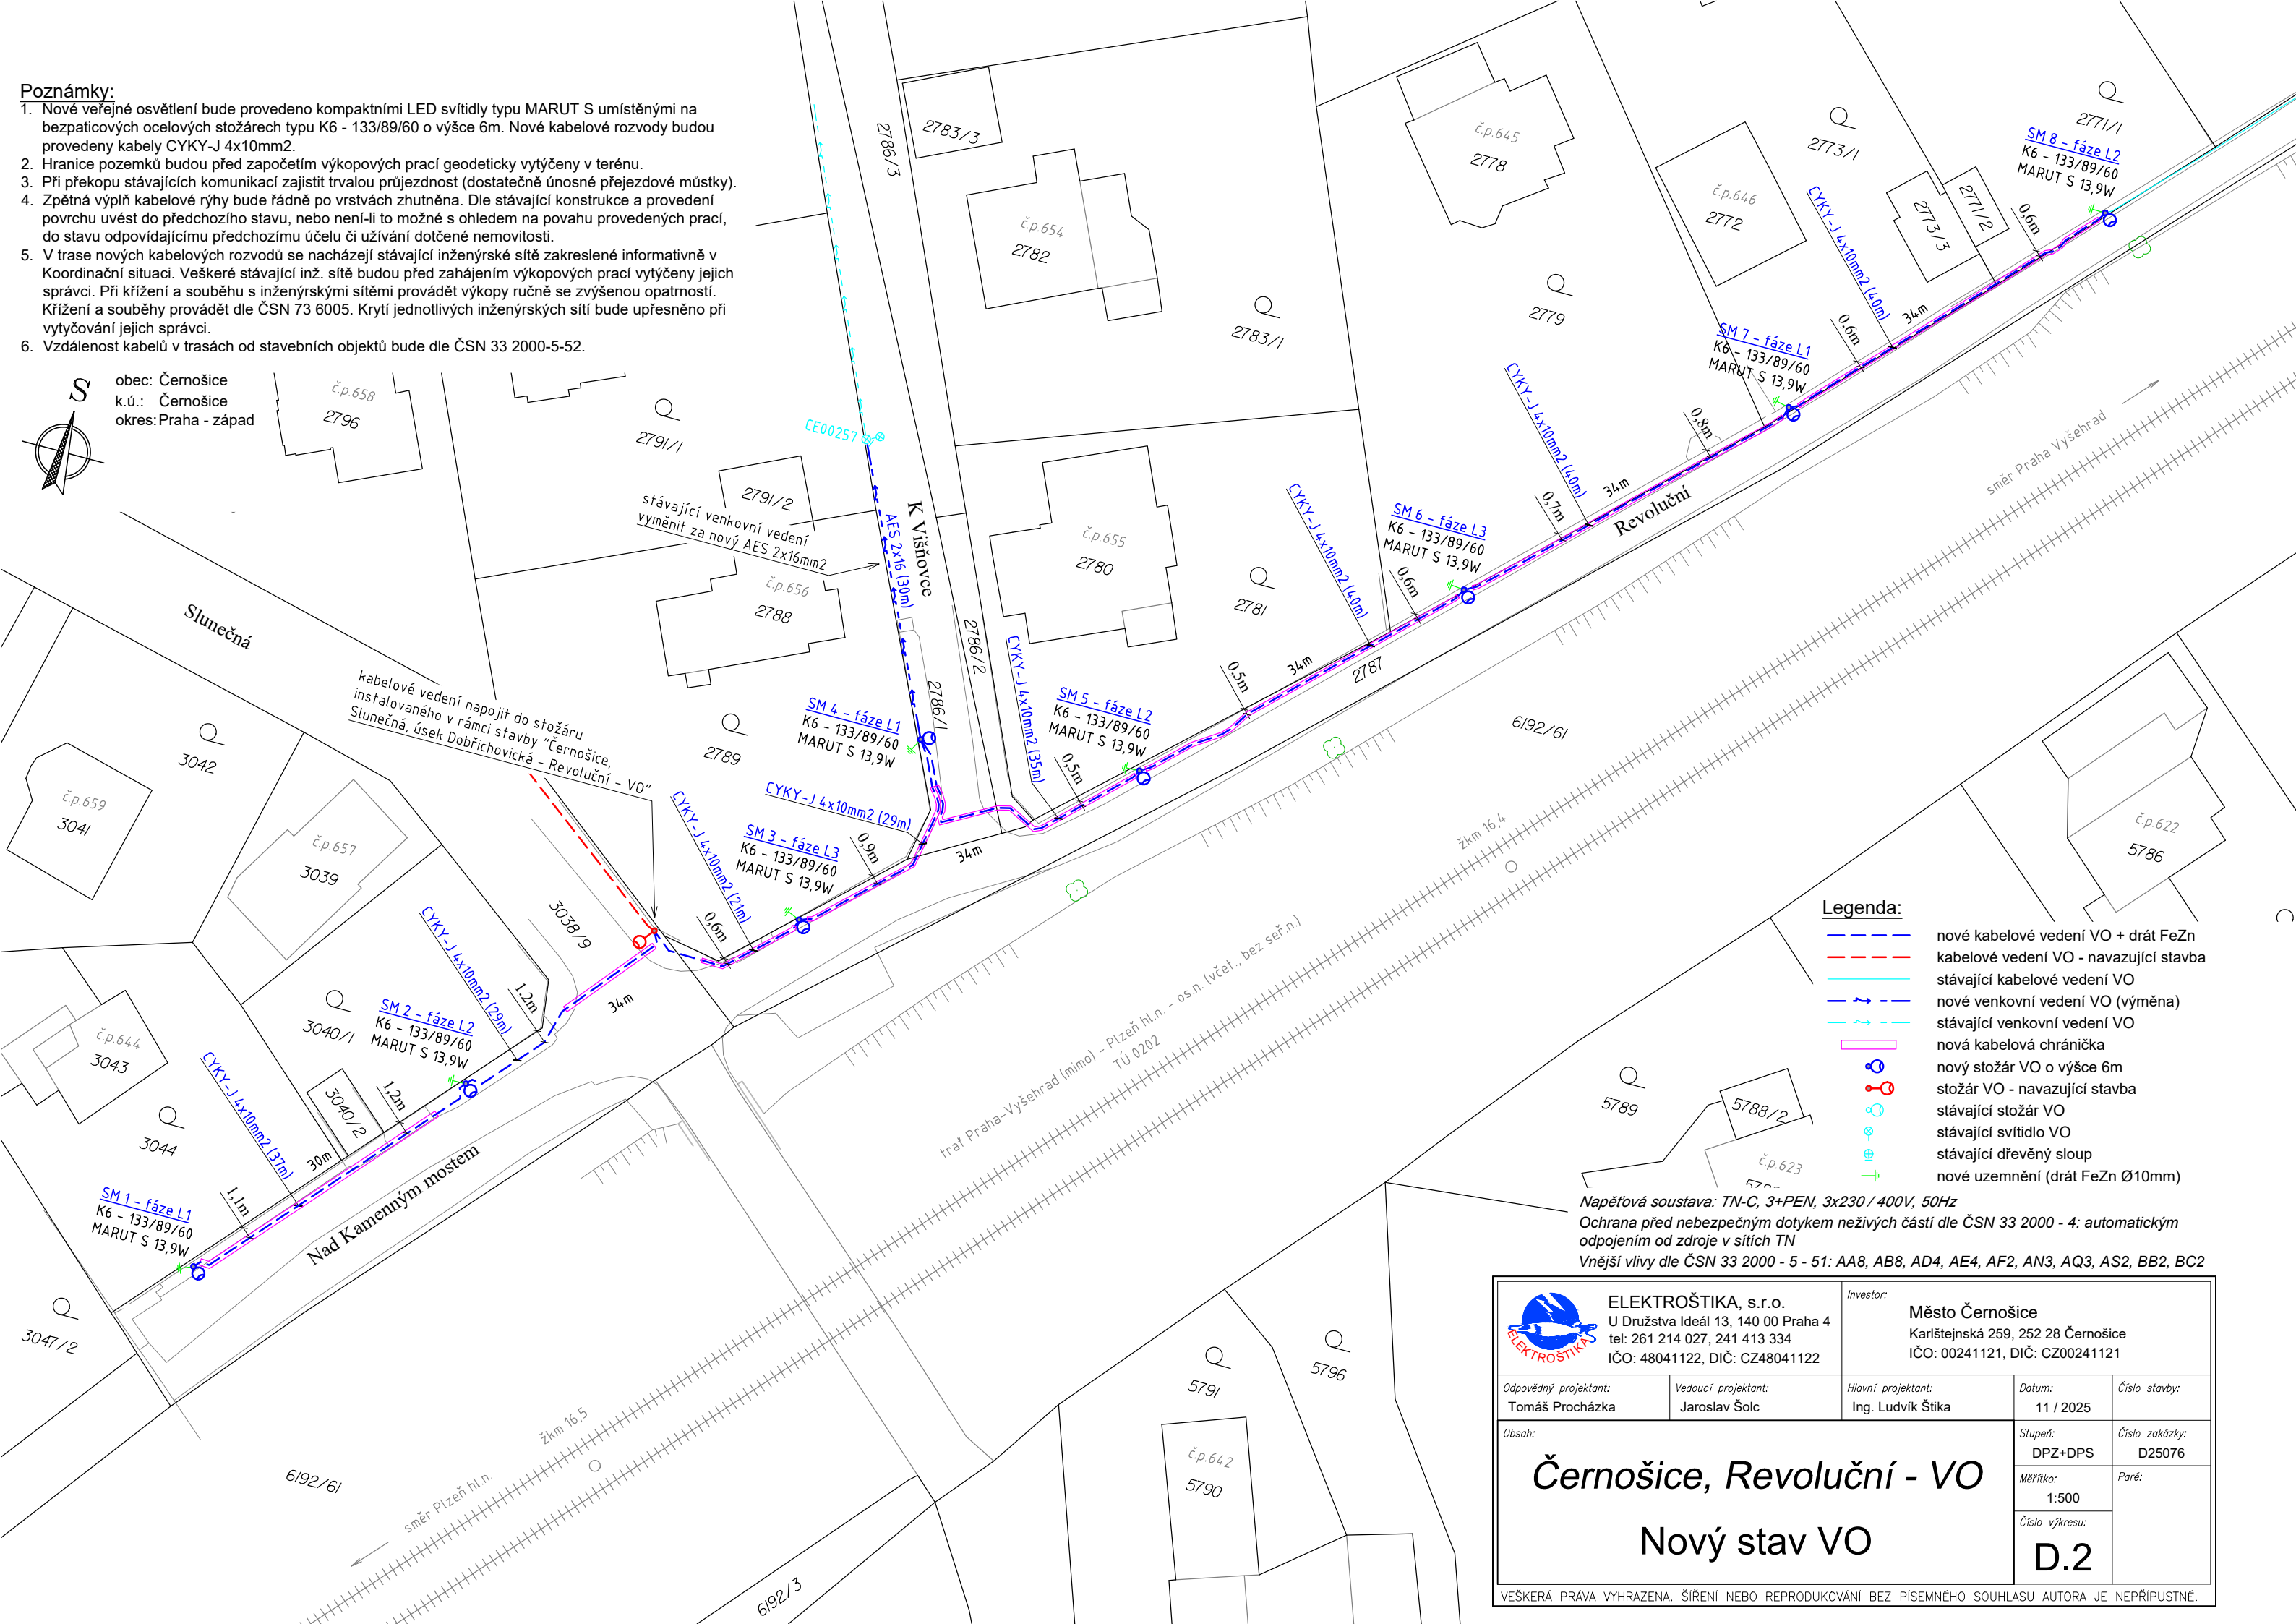 Poznámky:
1. Nové veřejné osvětlení bude provedeno kompaktními LED svítidly typu MARUT S umístěnými na
bezpaticových ocelových stožárech typu K6 - 133/89/60 o výšce 6m. Nové kabelové rozvody budou
provedeny kabely CYKY-J 4x10mm2.
2. Hranice pozemků budou před započetím výkopových prací geodeticky vytýčeny v terénu.
3. Při překopu stávajících komunikací zajistit trvalou průjezdnost (dostatečně únosné přejezdové můstky).
4. Zpětná výplň kabelové rýhy bude řádně po vrstvách zhutněna. Dle stávající konstrukce a provedení
povrchu uvést do předchozího stavu, nebo není-li to možné s ohledem na povahu provedených prací,
do stavu odpovídajícímu předchozímu účelu či užívání dotčené nemovitosti.
5. V trase nových kabelových rozvodů se nacházejí stávající inženýrské sítě zakreslené informativně v
Koordinační situaci. Veškeré stávající inž. sítě budou před zahájením výkopových prací vytýčeny jejich
správci. Při křížení a souběhu s inženýrskými sítěmi provádět výkopy ručně se zvýšenou opatrností.
Křížení a souběhy provádět dle ČSN 73 6005. Krytí jednotlivých inženýrských sítí bude upřesněno při
vytyčování jejich správci.
6. Vzdálenost kabelů v trasách od stavebních objektů bude dle ČSN 33 2000-5-52.
S
obec: Černošice
k.ú.: Černošice
okres: Praha - západ
č.p.658
2796
2791/1
2791/2
CE00257
2786/3
2783/3
č.p.654
2782
2783/1
č.p.645
2778
2779
č.p.646
2772
2773/1
2773/3
2771/2
2771/1
SM 8 - fáze L2
K6 - 133/89/60
MARUT S 13,9W
0,6m
CYKY-J 4x10mm2 (40m)
34m
0,6m
SM 7 - fáze L1
K6 - 133/89/60
MARUT S 13,9W
0,8m
CYKY-J 4x10mm2 (40m)
34m
0,7m
Revoluční
směr Praha Vyšehrad
SM 6 - fáze L3
K6 - 133/89/60
MARUT S 13,9W
0,6m
CYKY-J 4x10mm2 (40m)
34m
2787
0,5m
stávající venkovní vedení
vyměnit za nový AES 2x16mm2
AES 2x16 (30m)
K Višňovce
č.p.656
2788
č.p.655
2780
2781
2786/2
2786/1
CYKY-J 4x10mm2 (35m)
SM 5 - fáze L2
K6 - 133/89/60
MARUT S 13,9W
0,5m
6192/61
Slunečná
kabelové vedení napojit do stožáru
instalovaného v rámci stavby "Černošice,
Slunečná, úsek Dobřichovická - Revoluční - VO"
2789
SM 4 - fáze L1
K6 - 133/89/60
MARUT S 13,9W
CYKY-J 4x10mm2 (29m)
SM 3 - fáze L3
K6 - 133/89/60
MARUT S 13,9W
0,9m
34m
CYKY-J 4x10mm2 (21m)
0,6m
3042
č.p.659
3041
č.p.657
3039
3038/9
34m
CYKY-J 4x10mm2 (29m)
1,2m
3040/1
SM 2 - fáze L2
K6 - 133/89/60
MARUT S 13,9W
1,2m
3040/2
č.p.644
3043
3044
CYKY-J 4x10mm2 (37m)
30m
1,1m
SM 1 - fáze L1
K6 - 133/89/60
MARUT S 13,9W
Nad Kamenným mostem
3047/2
žkm 16,4
trať Praha-Vyšehrad (mimo) - Plzeň hl.n. - os.n. (včet., bez seř.n.)
TÚ 0202
žkm 16,5
směr Plzeň hl.n.
6192/61
6192/3
č.p.622
5786
5789
5788/2
č.p.623
5791
5796
č.p.642
5790
Legenda:
nové kabelové vedení VO + drát FeZn
kabelové vedení VO - navazující stavba
stávající kabelové vedení VO
nové venkovní vedení VO (výměna)
stávající venkovní vedení VO
nová kabelová chránička
nový stožár VO o výšce 6m
stožár VO - navazující stavba
stávající stožár VO
stávající svítidlo VO
stávající dřevěný sloup
nové uzemnění (drát FeZn Ø10mm)
Napěťová soustava: TN-C, 3+PEN, 3x230 / 400V, 50Hz
Ochrana před nebezpečným dotykem neživých částí dle ČSN 33 2000 - 4: automatickým
odpojením od zdroje v sítích TN
Vnější vlivy dle ČSN 33 2000 - 5 - 51: AA8, AB8, AD4, AE4, AF2, AN3, AQ3, AS2, BB2, BC2
ELEKTROŠTIKA
ELEKTROŠTIKA, s.r.o.
U Družstva Ideál 13, 140 00 Praha 4
tel: 261 214 027, 241 413 334
IČO: 48041122, DIČ: CZ48041122
Investor:
Město Černošice
Karlštejnská 259, 252 28 Černošice
IČO: 00241121, DIČ: CZ00241121
Odpovědný projektant:
Tomáš Procházka
Vedoucí projektant:
Jaroslav Šolc
Hlavní projektant:
Ing. Ludvík Štika
Datum:
11 / 2025
Číslo stavby:
Obsah:
Černošice, Revoluční - VO
Nový stav VO
Stupeň:
DPZ+DPS
Číslo zakázky:
D25076
Měřítko:
1:500
Paré:
Číslo výkresu:
D.2
VEŠKERÁ PRÁVA VYHRAZENA. ŠÍŘENÍ NEBO REPRODUKOVÁNÍ BEZ PÍSEMNÉHO SOUHLASU AUTORA JE NEPŘÍPUSTNÉ.